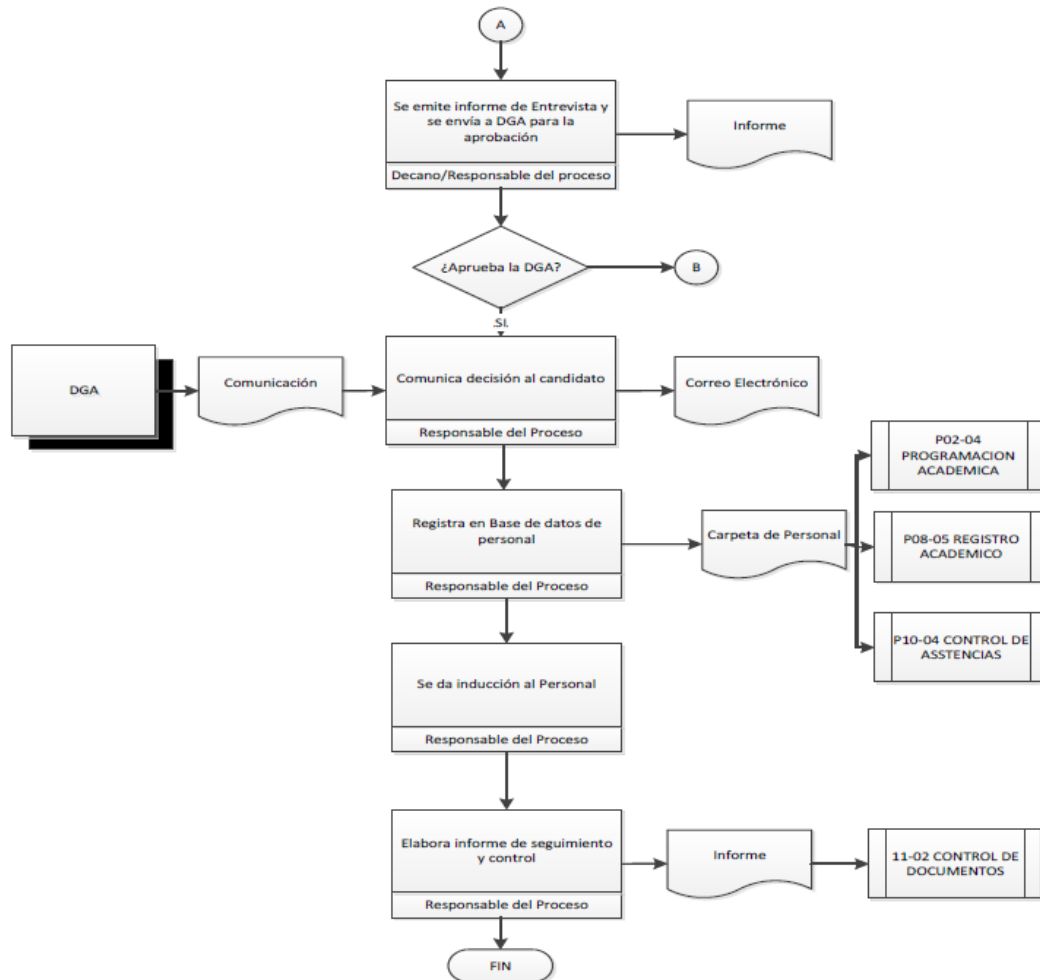 A
Se emite informe de Entrevista y
se envía a DGA para la
aprobación
Decano/Responsable del proceso
Informe
¿Aprueba la DGA?
B
.SI.
DGA
Comunicación
Comunica decisión al candidato
Responsable del Proceso
Correo Electrónico
Registra en Base de datos de
personal
Responsable del Proceso
Carpeta de Personal
P02-04
PROGRAMACION
ACADEMICA
P08-05 REGISTRO
ACADEMICO
P10-04 CONTROL DE
ASSTENCIAS
Se da inducción al Personal
Responsable del Proceso
Elabora informe de seguimiento
y control
Responsable del Proceso
Informe
11-02 CONTROL DE
DOCUMENTOS
FIN